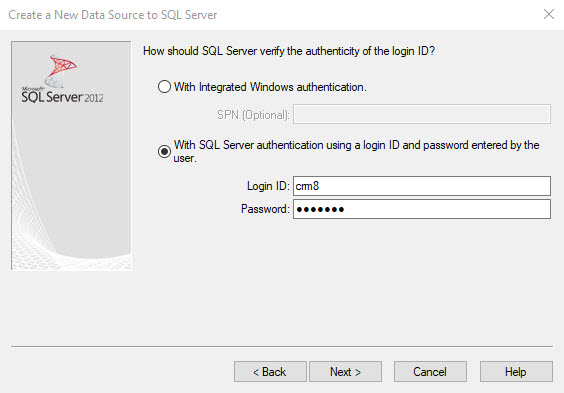 Create a New Data Source to SQL Server
How should SQL Server verify the authenticity of the login ID?
With Integrated Windows authentication.
SPN (Optional):
With SQL Server authentication using a login ID and password entered by the
user.
Login ID: crm8
Password: ●●●●●●●
Microsoft
SQL Server 2012
< Back
Next >
Cancel
Help